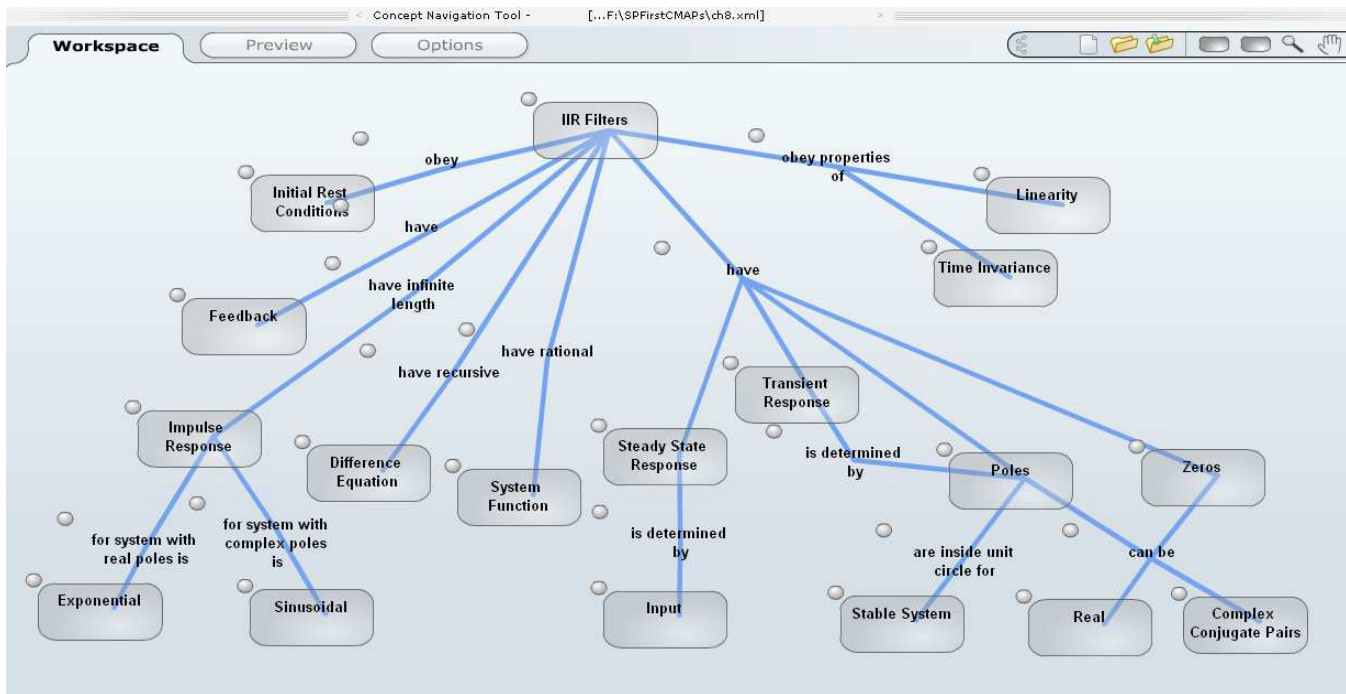 Concept Navigation Tool - [...F:\SPFirstCMAPs\ch8.xml]
Workspace
Preview
Options
IIR Filters
obey
obey properties
of
Initial Rest
Conditions
Linearity
have
Time Invariance
have
have infinite
length
Feedback
have rational
have recursive
Transient
Response
Impulse
Response
Steady State
Response
is determined
by
Difference
Equation
System
Function
Poles
Zeros
for system with
real poles is
for system with
complex poles
is
is determined
by
are inside unit
circle for
can be
Exponential
Sinusoidal
Input
Stable System
Real
Complex
Conjugate Pairs